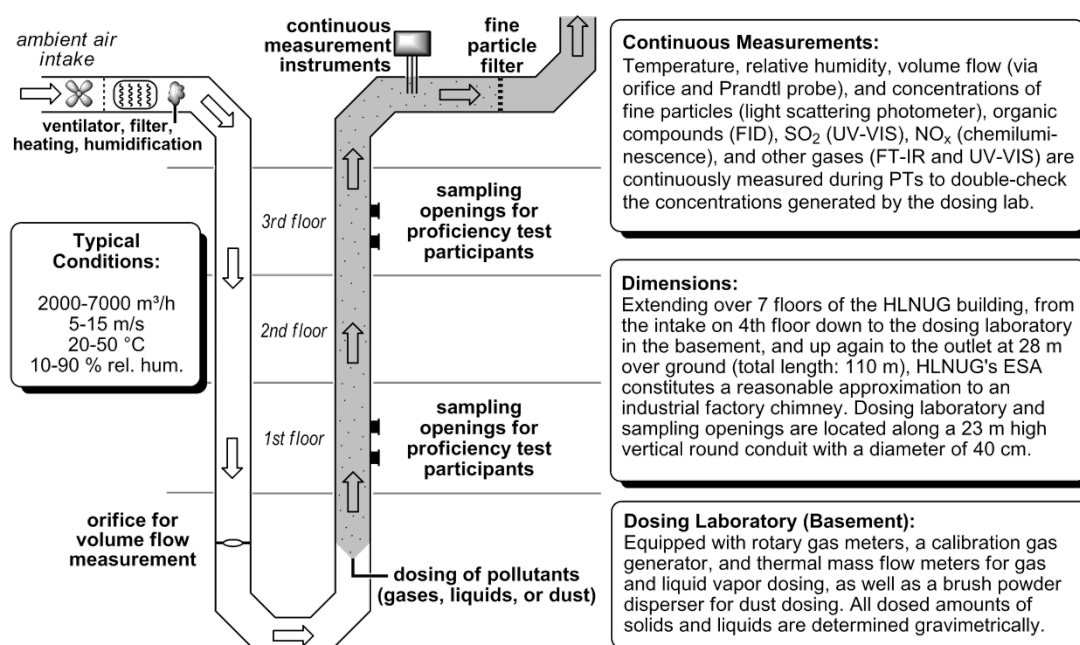 ambient air
intake
ventilator, filter,
heating, humidification
continuous
measurement
instruments
fine
particle
filter
3rd floor
sampling
openings for
proficiency test
participants
2nd floor
1st floor
sampling
openings for
proficiency test
participants
orifice for
volume flow
measurement
dosing of pollutants
(gases, liquids, or dust)
Typical
Conditions:
2000-7000 m³/h
5-15 m/s
20-50 °C
10-90 % rel. hum.
Continuous Measurements:
Temperature, relative humidity, volume flow (via
orifice and Prandtl probe), and concentrations of
fine particles (light scattering photometer), organic
compounds (FID), SO₂ (UV-VIS), NOₓ (chemilumi-
nescence), and other gases (FT-IR and UV-VIS) are
continuously measured during PTs to double-check
the concentrations generated by the dosing lab.
Dimensions:
Extending over 7 floors of the HLNUG building, from
the intake on 4th floor down to the dosing laboratory
in the basement, and up again to the outlet at 28 m
over ground (total length: 110 m), HLNUG's ESA
constitutes a reasonable approximation to an
industrial factory chimney. Dosing laboratory and
sampling openings are located along a 23 m high
vertical round conduit with a diameter of 40 cm.
Dosing Laboratory (Basement):
Equipped with rotary gas meters, a calibration gas
generator, and thermal mass flow meters for gas
and liquid vapor dosing, as well as a brush powder
disperser for dust dosing. All dosed amounts of
solids and liquids are determined gravimetrically.